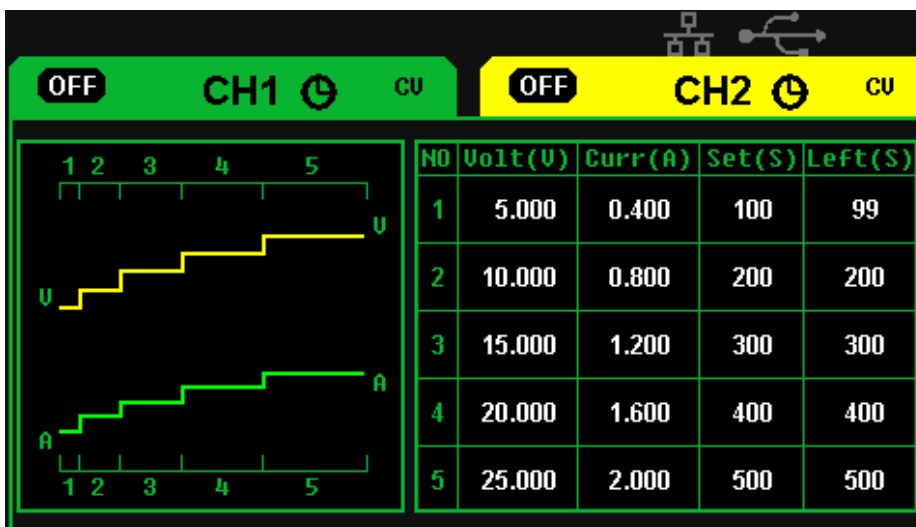 OFF CH1 CV OFF CH2 CV
1 2 3 4 5
V
V
A
A
1 2 3 4 5
NO Volt(V) Curr(A) Set(S) Left(S)
1 5.000 0.400 100 99
2 10.000 0.800 200 200
3 15.000 1.200 300 300
4 20.000 1.600 400 400
5 25.000 2.000 500 500